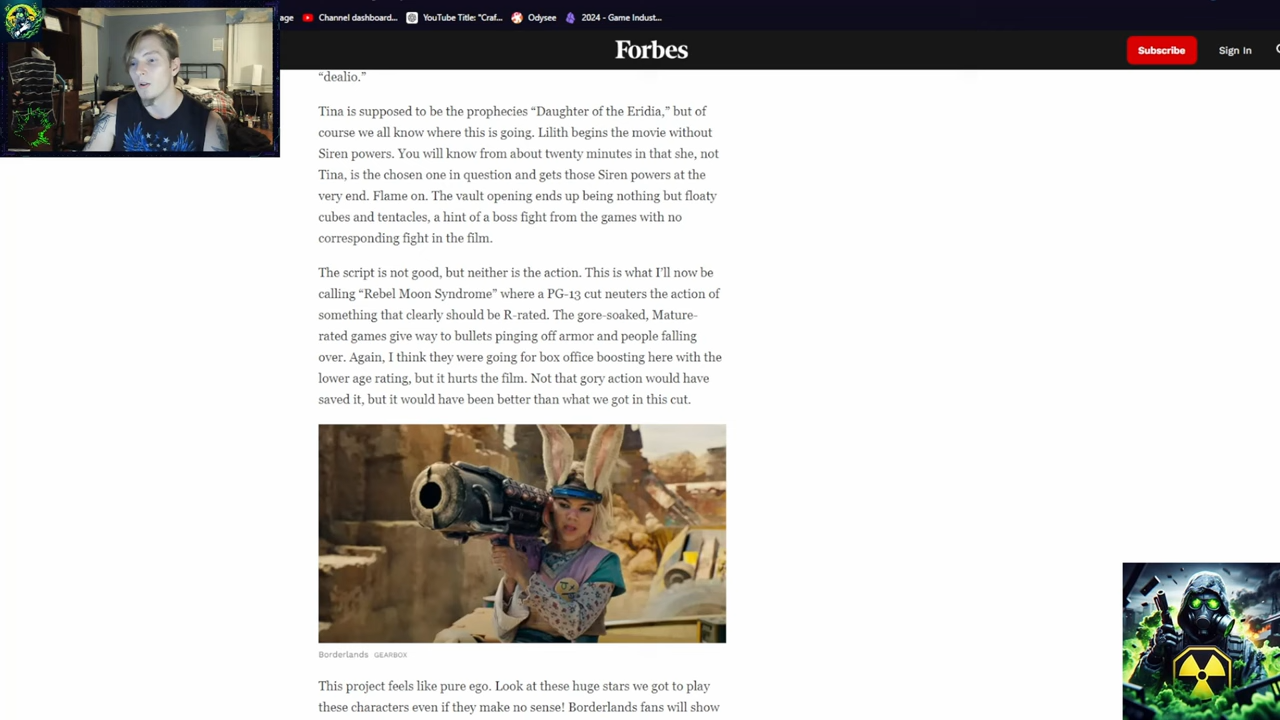 age
Channel dashboard...
YouTube Title: "Craf...
Odysee
2024 - Game Indust...
Forbes
Subscribe
Sign In
“dealio.”
Tina is supposed to be the prophecies “Daughter of the Eridia,” but of
course we all know where this is going. Lilith begins the movie without
Siren powers. You will know from about twenty minutes in that she, not
Tina, is the chosen one in question and gets those Siren powers at the
very end. Flame on. The vault opening ends up being nothing but floaty
cubes and tentacles, a hint of a boss fight from the games with no
corresponding fight in the film.
The script is not good, but neither is the action. This is what I’ll now be
calling “Rebel Moon Syndrome” where a PG-13 cut neuters the action of
something that clearly should be R-rated. The gore-soaked, Mature-
rated games give way to bullets pinging off armor and people falling
over. Again, I think they were going for box office boosting here with the
lower age rating, but it hurts the film. Not that gory action would have
saved it, but it would have been better than what we got in this cut.
Borderlands GEARBOX
This project feels like pure ego. Look at these huge stars we got to play
these characters even if they make no sense! Borderlands fans will show